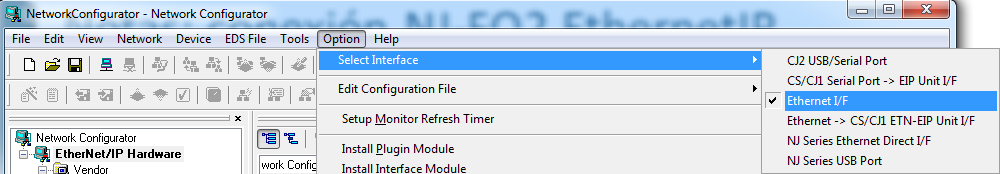 NetworkConfigurator - Network Configurator
File Edit View Network Device EDS File Tools Option Help
Select Interface
Edit Configuration File
Setup Monitor Refresh Timer
Install Plugin Module
Install Interface Module
CJ2 USB/Serial Port
CS/CJ1 Serial Port -> EIP Unit I/F
Ethernet I/F
Ethernet -> CS/CJ1 ETN-EIP Unit I/F
NJ Series Ethernet Direct I/F
NJ Series USB Port
Network Configurator
EtherNet/IP Hardware
Vendor
work Config